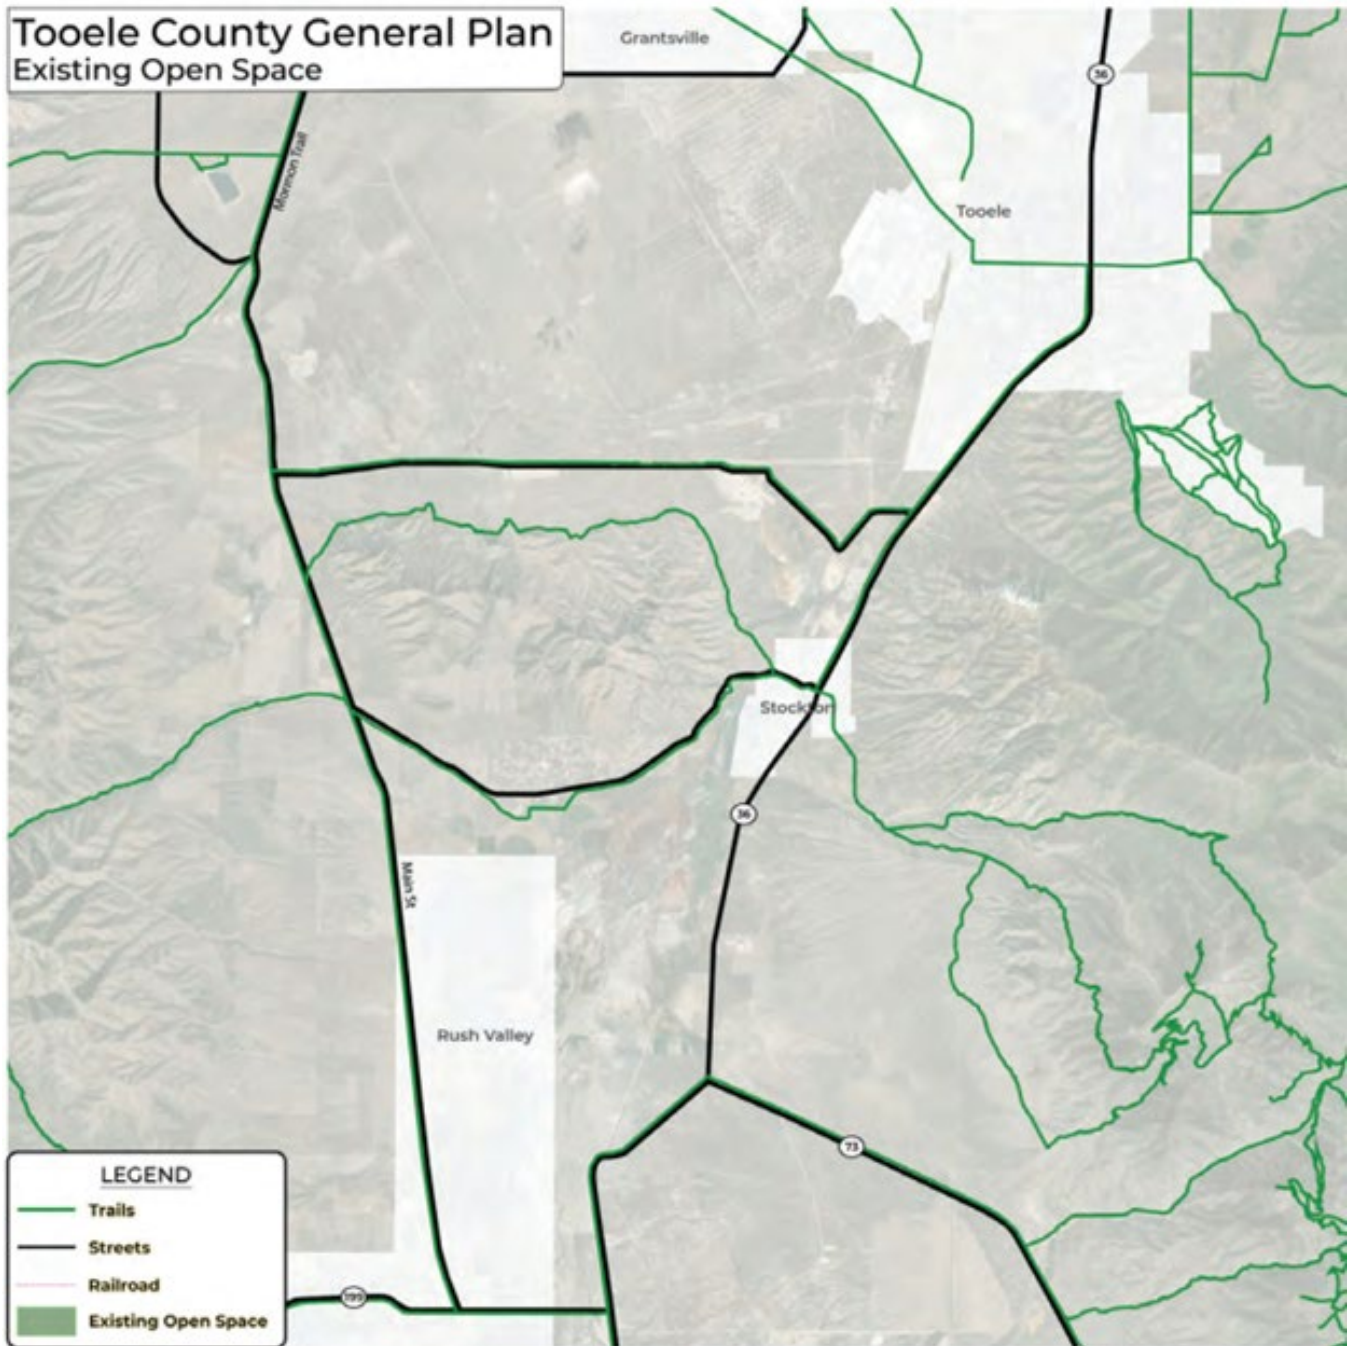 Tooele County General Plan
Existing Open Space
Grantsville
36
Mormon Trail
Tooele
Stockton
36
Main St
Rush Valley
73
199
LEGEND
Trails
Streets
Railroad
Existing Open Space